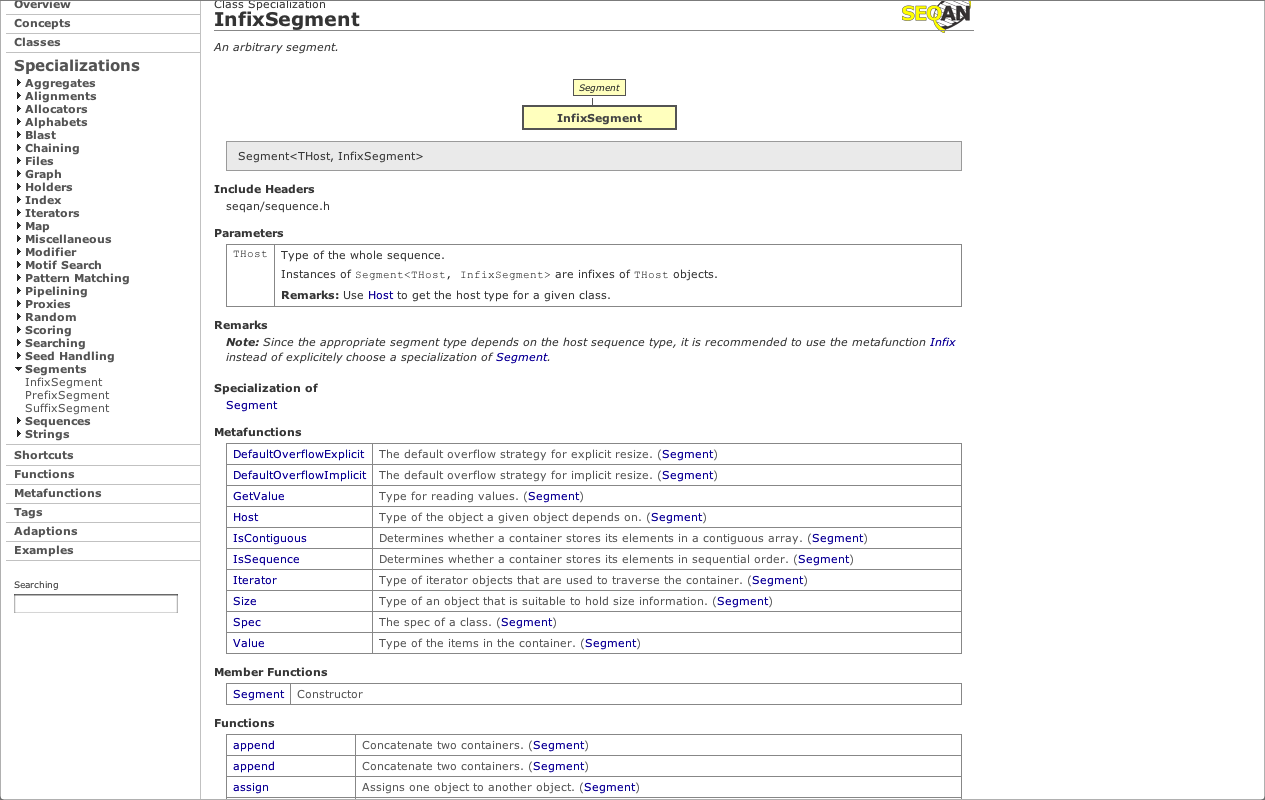 Overview
Concepts
Classes
Specializations
Aggregates
Alignments
Allocators
Alphabets
Blast
Chaining
Files
Graph
Holders
Index
Iterators
Map
Miscellaneous
Modifier
Motif Search
Pattern Matching
Pipelining
Proxies
Random
Scoring
Searching
Seed Handling
Segments
InfixSegment
PrefixSegment
SuffixSegment
Sequences
Strings
Shortcuts
Functions
Metafunctions
Tags
Adaptions
Examples
Searching
Class Specialization
InfixSegment
SEQAN
An arbitrary segment.
Segment
InfixSegment
Segment<THost, InfixSegment>
Include Headers
seqan/sequence.h
Parameters
THost Type of the whole sequence.
Instances of Segment<THost, InfixSegment> are infixes of THost objects.
Remarks: Use Host to get the host type for a given class.
Remarks
Note: Since the appropriate segment type depends on the host sequence type, it is recommended to use the metafunction Infix
instead of explicitely choose a specialization of Segment.
Specialization of
Segment
Metafunctions
DefaultOverflowExplicit The default overflow strategy for explicit resize. (Segment)
DefaultOverflowImplicit The default overflow strategy for implicit resize. (Segment)
GetValue Type for reading values. (Segment)
Host Type of the object a given object depends on. (Segment)
IsContiguous Determines whether a container stores its elements in a contiguous array. (Segment)
IsSequence Determines whether a container stores its elements in sequential order. (Segment)
Iterator Type of iterator objects that are used to traverse the container. (Segment)
Size Type of an object that is suitable to hold size information. (Segment)
Spec The spec of a class. (Segment)
Value Type of the items in the container. (Segment)
Member Functions
Segment Constructor
Functions
append Concatenate two containers. (Segment)
append Concatenate two containers. (Segment)
assign Assigns one object to another object. (Segment)